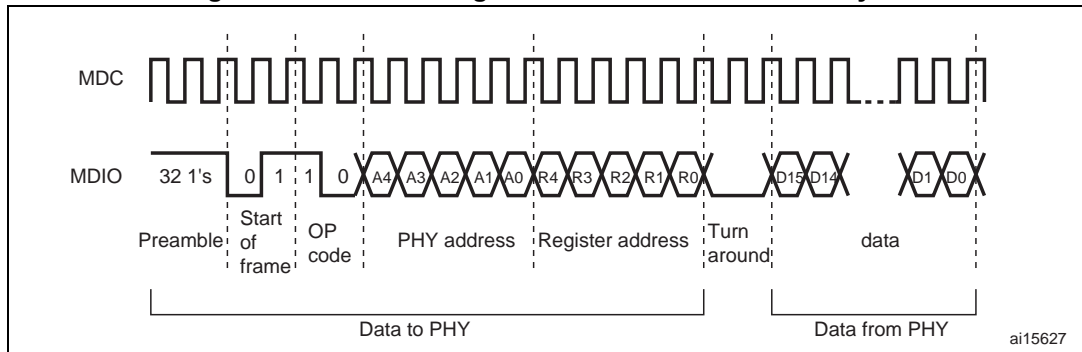 MDC
MDIO 32 1's 0 1 1 0 A4 A3 A2 A1 A0 R4 R3 R2 R1 R0 D15 D14 D1 D0
Preamble
Start
of
frame
OP
code
PHY address
Register address
Turn
around
data
Data to PHY
Data from PHY
ai15627